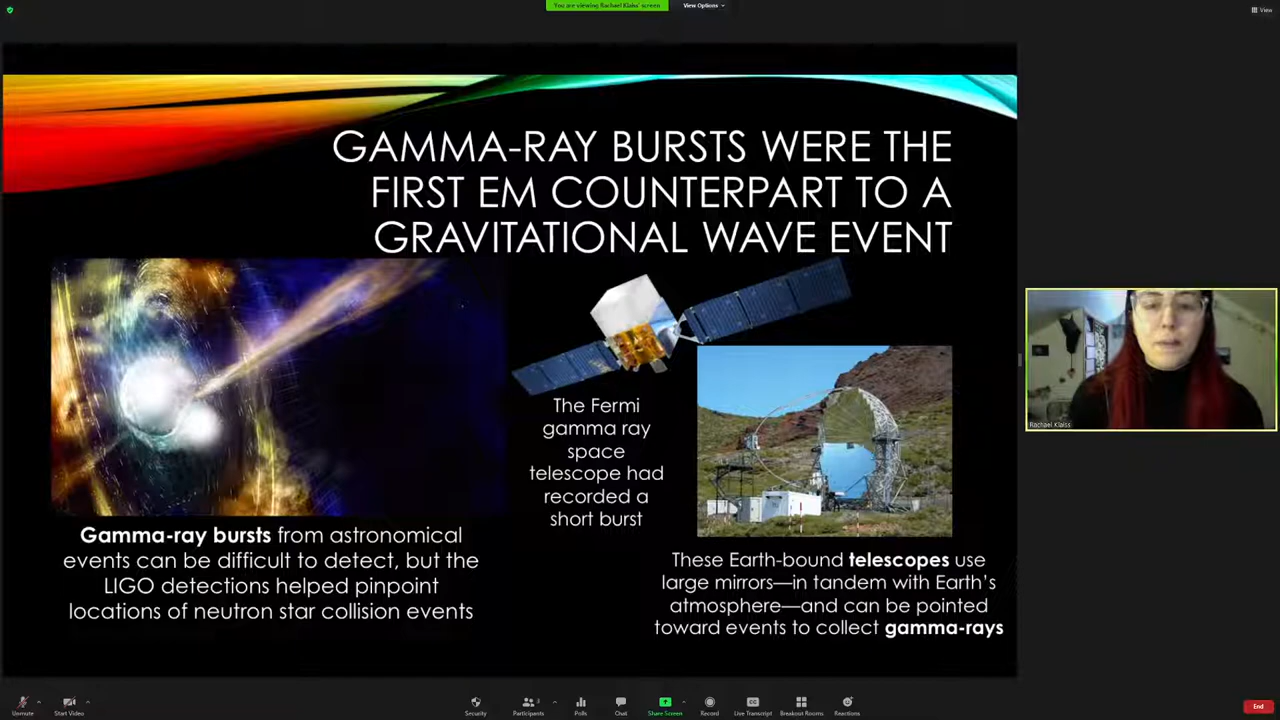 You are viewing Rachael Klaiss' screen
View Options
View
GAMMA-RAY BURSTS WERE THE
FIRST EM COUNTERPART TO A
GRAVITATIONAL WAVE EVENT
The Fermi
gamma ray
space
telescope had
recorded a
short burst
Gamma-ray bursts from astronomical
events can be difficult to detect, but the
LIGO detections helped pinpoint
locations of neutron star collision events
These Earth-bound telescopes use
large mirrors—in tandem with Earth's
atmosphere—and can be pointed
toward events to collect gamma-rays
Rachael Klaiss
Unmute
Start Video
Security
Participants
3
Polls
Chat
Share Screen
Record
Live Transcript
Breakout Rooms
Reactions
End